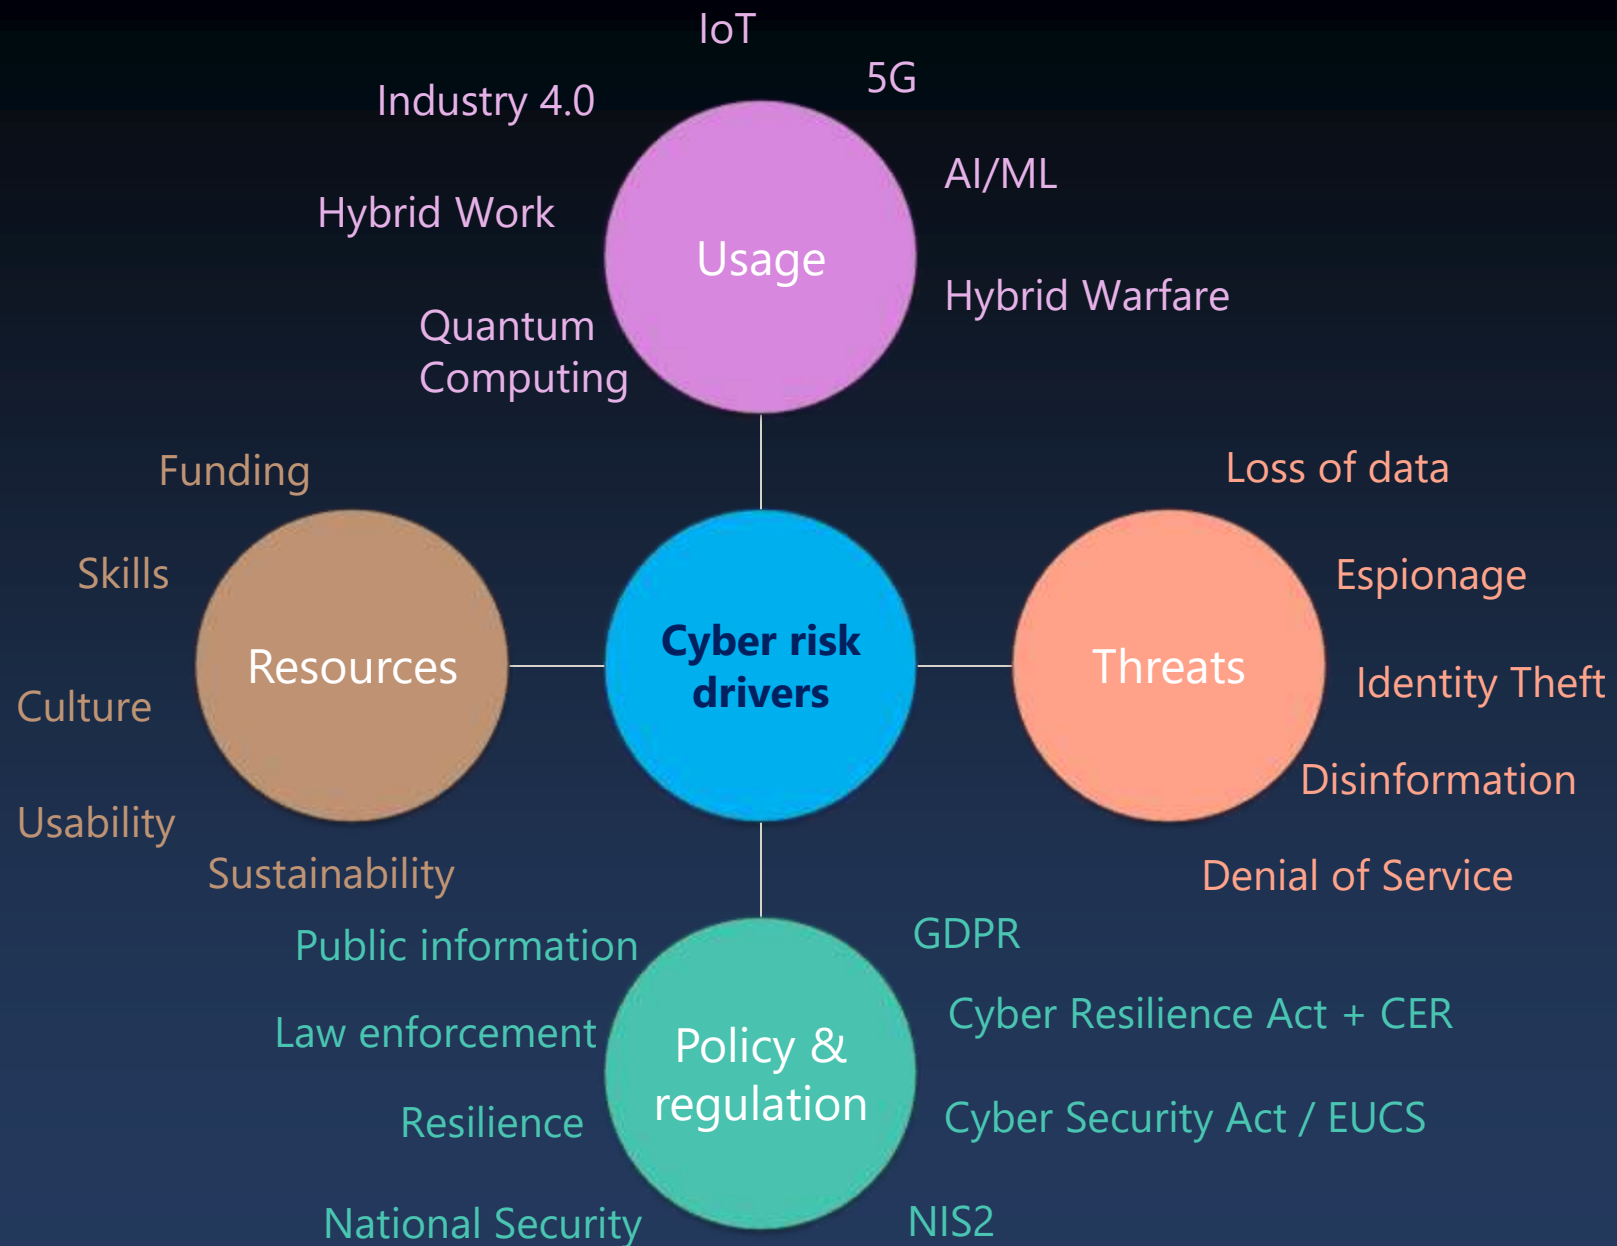 IoT
5G
Industry 4.0
AI/ML
Hybrid Work
Usage
Hybrid Warfare
Quantum
Computing
Funding
Loss of data
Skills
Espionage
Resources
Cyber risk
drivers
Threats
Identity Theft
Culture
Disinformation
Usability
Sustainability
Denial of Service
Public information
GDPR
Law enforcement
Cyber Resilience Act + CER
Policy &
regulation
Resilience
Cyber Security Act / EUCS
National Security
NIS2